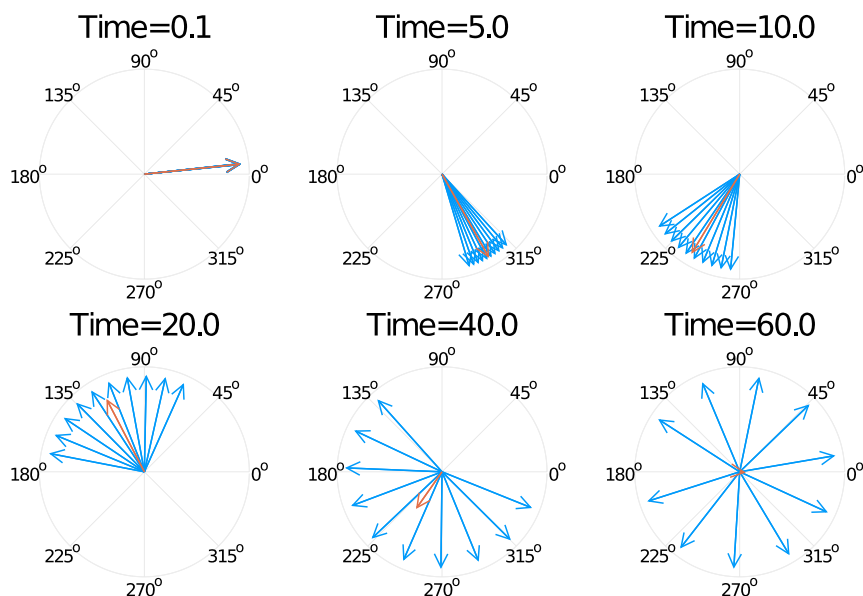 Time=0.1 Time=5.0 Time=10.0
90° 90° 90°
135° 45° 135° 45° 135° 45°
180° 0° 180° 0° 180° 0°
225° 315° 225° 315° 225° 315°
270° 270° 270°
Time=20.0 Time=40.0 Time=60.0
90° 90° 90°
135° 45° 135° 45° 135° 45°
180° 0° 180° 0° 180° 0°
225° 315° 225° 315° 225° 315°
270° 270° 270°